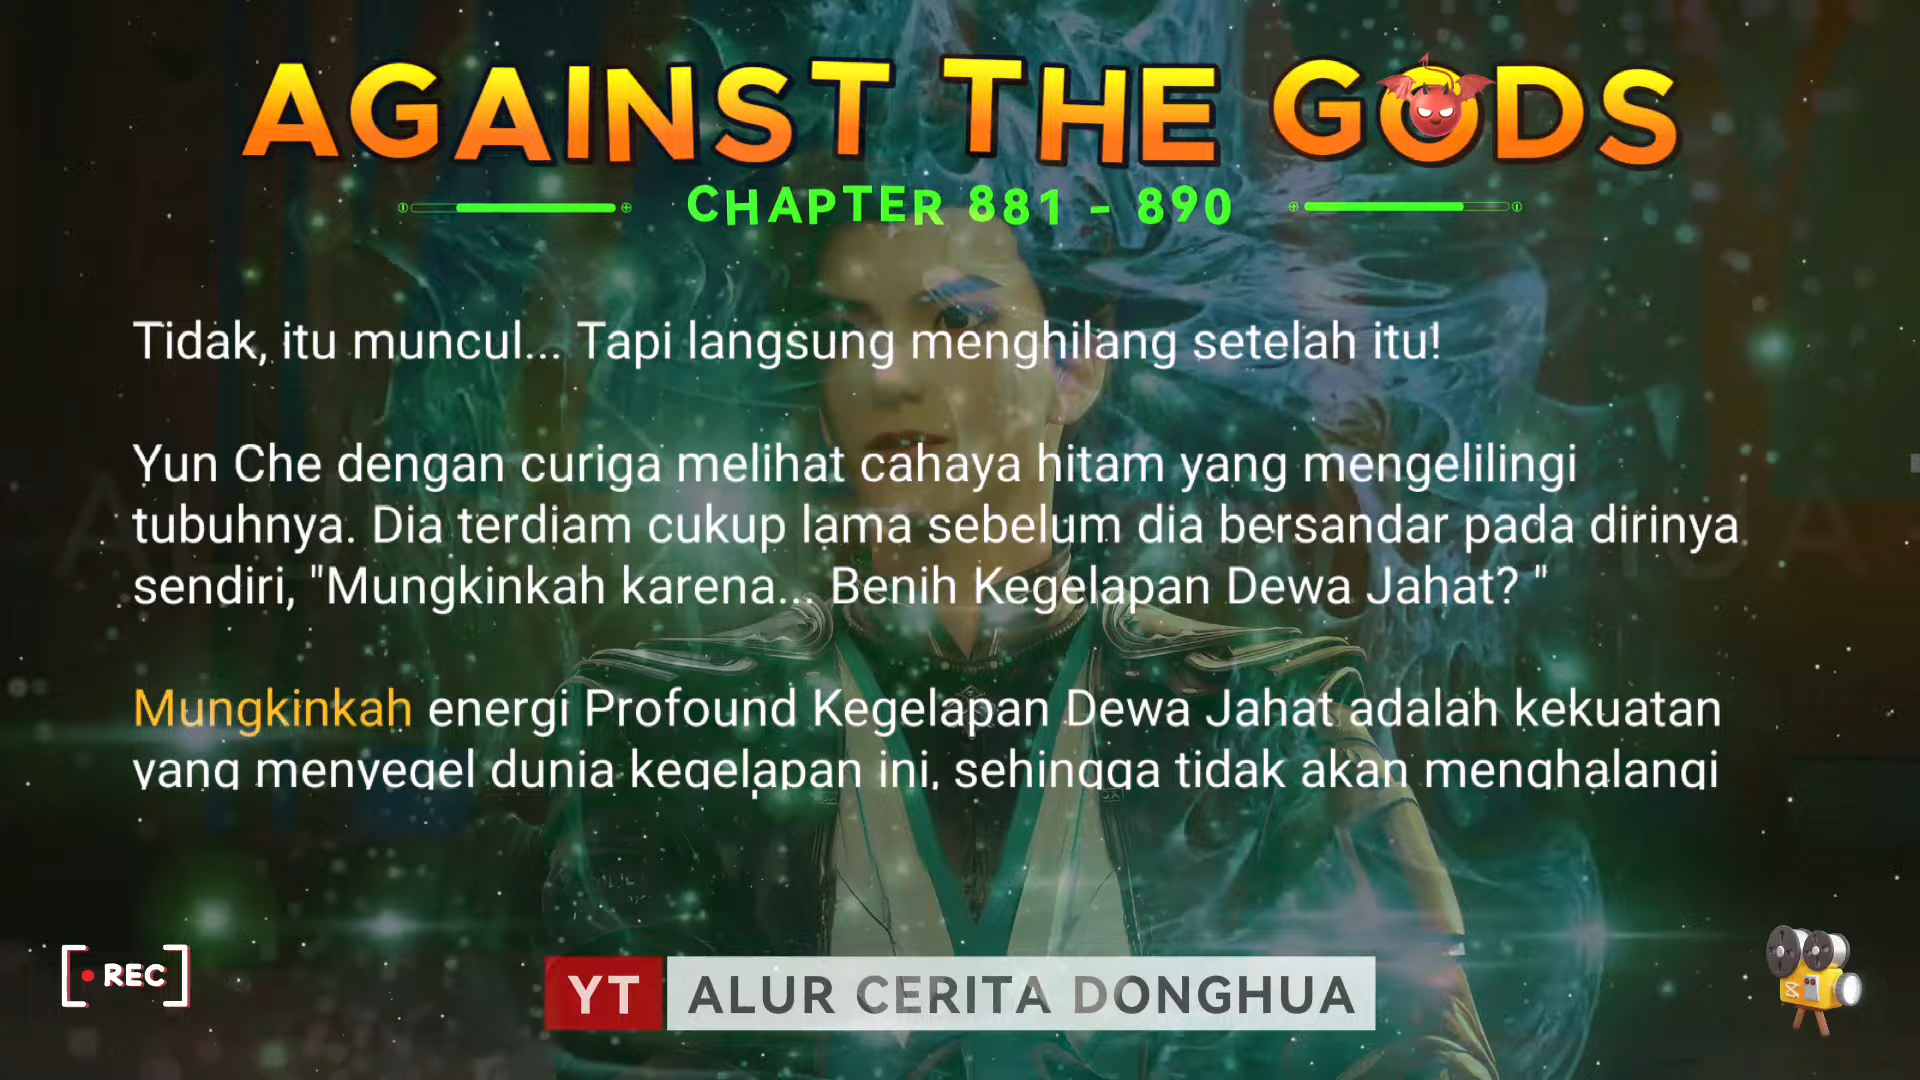 AGAINST THE GODS
CHAPTER 881 - 890
Tidak, itu muncul... Tapi langsung menghilang setelah itu!
Yun Che dengan curiga melihat cahaya hitam yang mengelilingi
tubuhnya. Dia terdiam cukup lama sebelum dia bersandar pada dirinya
sendiri, "Mungkinkah karena... Benih Kegelapan Dewa Jahat? "
Mungkinkah energi Profound Kegelapan Dewa Jahat adalah kekuatan
yang menyegel dunia kegelapan ini, sehingga tidak akan menghalangi
REC
YT ALUR CERITA DONGHUA